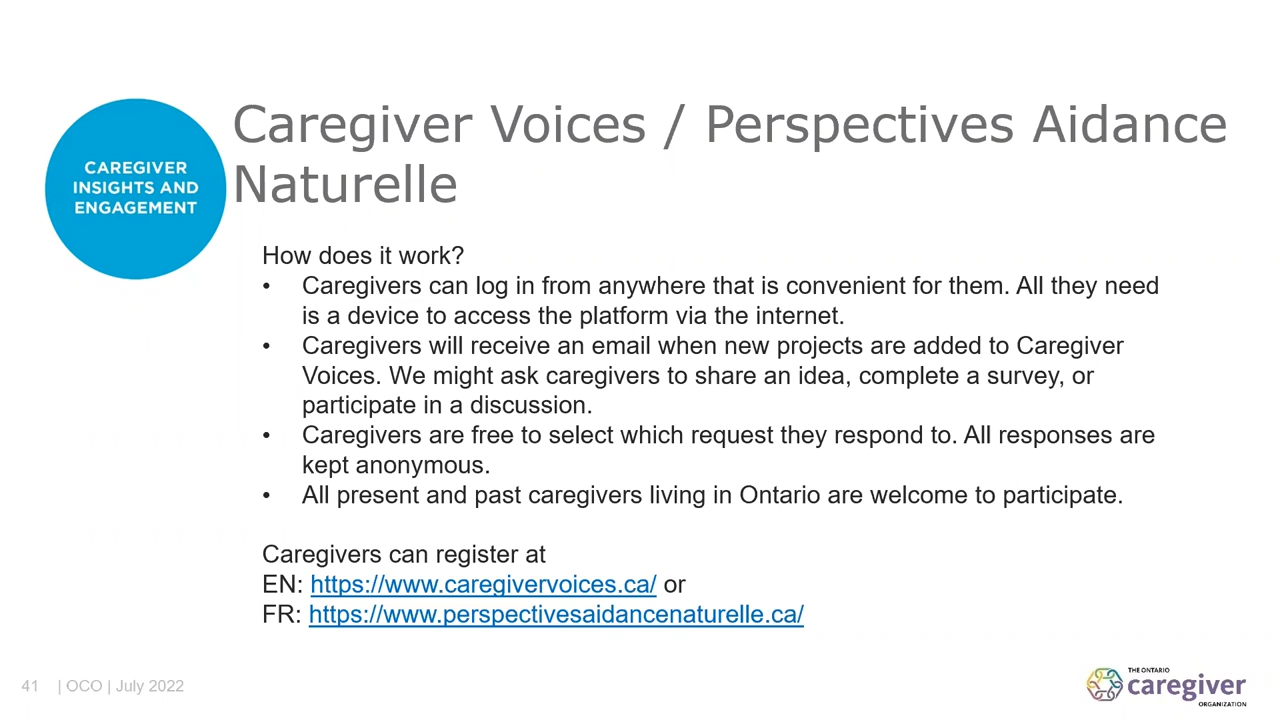 Caregiver Voices / Perspectives Aidance
Naturelle
CAREGIVER
INSIGHTS AND
ENGAGEMENT
How does it work?
• Caregivers can log in from anywhere that is convenient for them. All they need
is a device to access the platform via the internet.
• Caregivers will receive an email when new projects are added to Caregiver
Voices. We might ask caregivers to share an idea, complete a survey, or
participate in a discussion.
• Caregivers are free to select which request they respond to. All responses are
kept anonymous.
• All present and past caregivers living in Ontario are welcome to participate.
Caregivers can register at
EN: https://www.caregivervoices.ca/ or
FR: https://www.perspectivesaidancenaturelle.ca/
41 | OCO | July 2022
THE ONTARIO
caregiver
ORGANIZATION